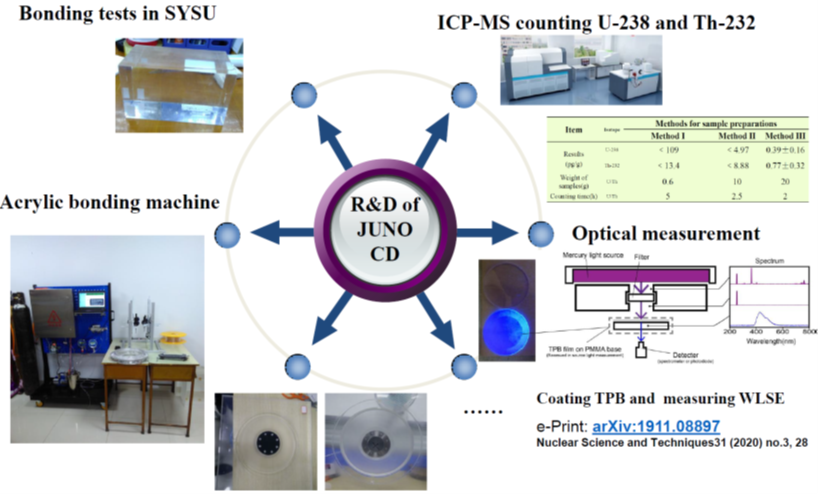 Bonding tests in SYSU
ICP-MS counting U-238 and Th-232
Item
Methods for sample preparations
Method I
Method II
Method III
Results
< 109
< 4.97
0.39±0.16
Th-232
< 13.4
< 8.88
0.77±0.32
Weight of
samples(g)
0.6
10
20
Counting time(h)
5
2.5
2
Acrylic bonding machine
R&D of
JUNO
CD
Optical measurement
Mercury light source
Filter
Spectrum
200
400
600
800
Wavelength(nm)
TPB film on PMMA base
Detecter
Coating TPB and measuring WLSE
......
e-Print: arXiv:1911.08897
Nuclear Science and Techniques31 (2020) no.3, 28